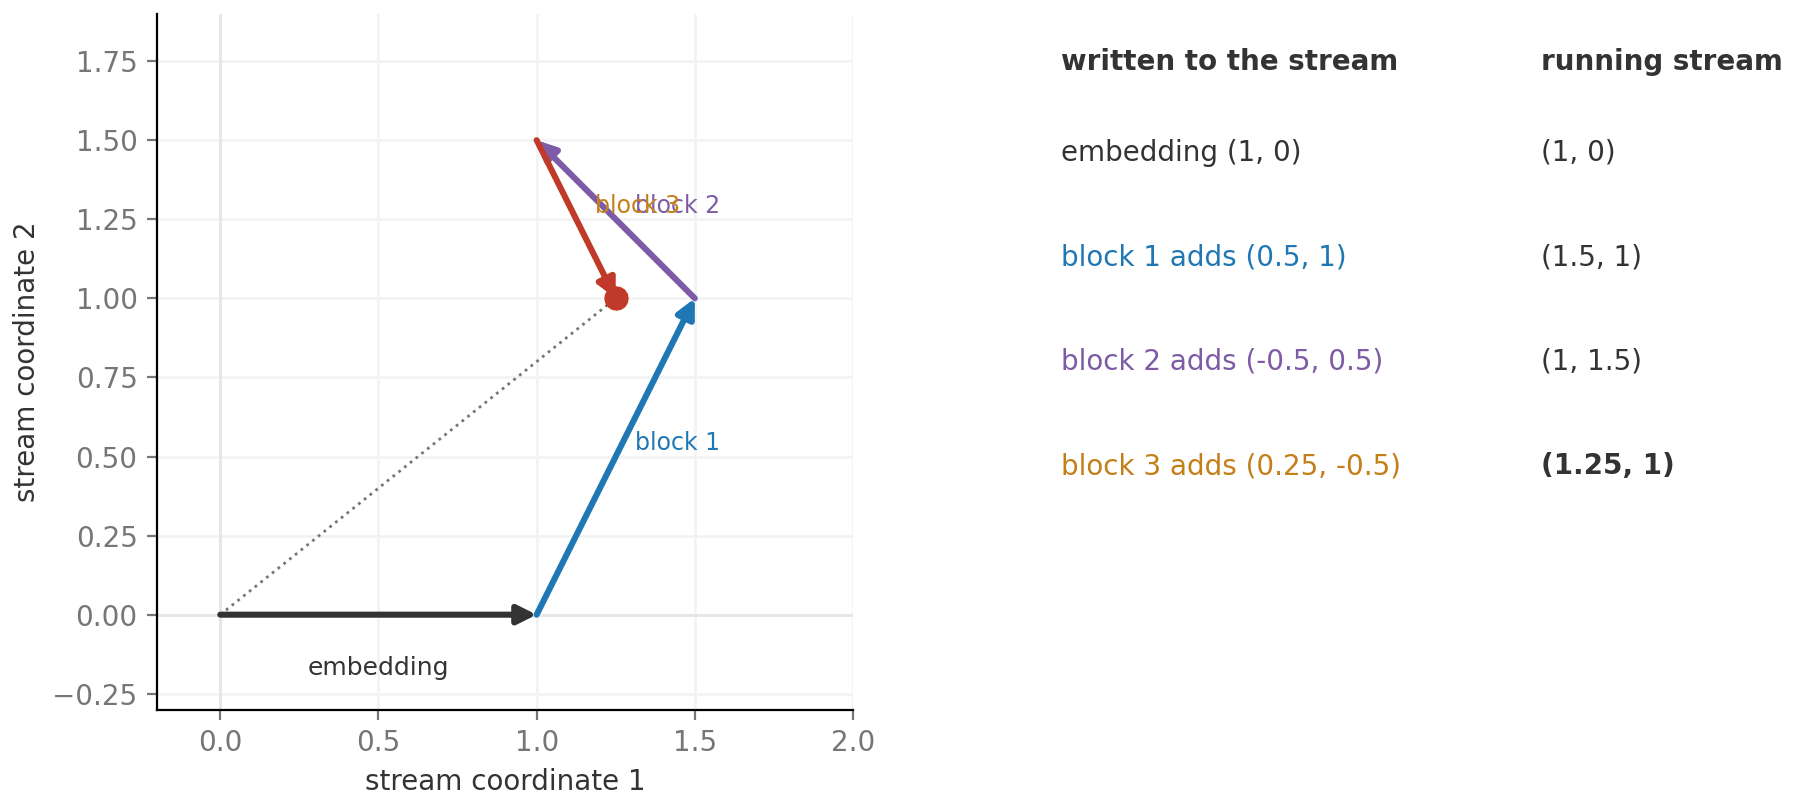 1.75
1.50
1.25
1.00
0.75
0.50
0.25
0.00
−0.25
stream coordinate 2
0.0 0.5 1.0 1.5 2.0
stream coordinate 1
block 3
block 2
block 1
embedding
written to the stream running stream
embedding (1, 0) (1, 0)
block 1 adds (0.5, 1) (1.5, 1)
block 2 adds (-0.5, 0.5) (1, 1.5)
block 3 adds (0.25, -0.5) (1.25, 1)